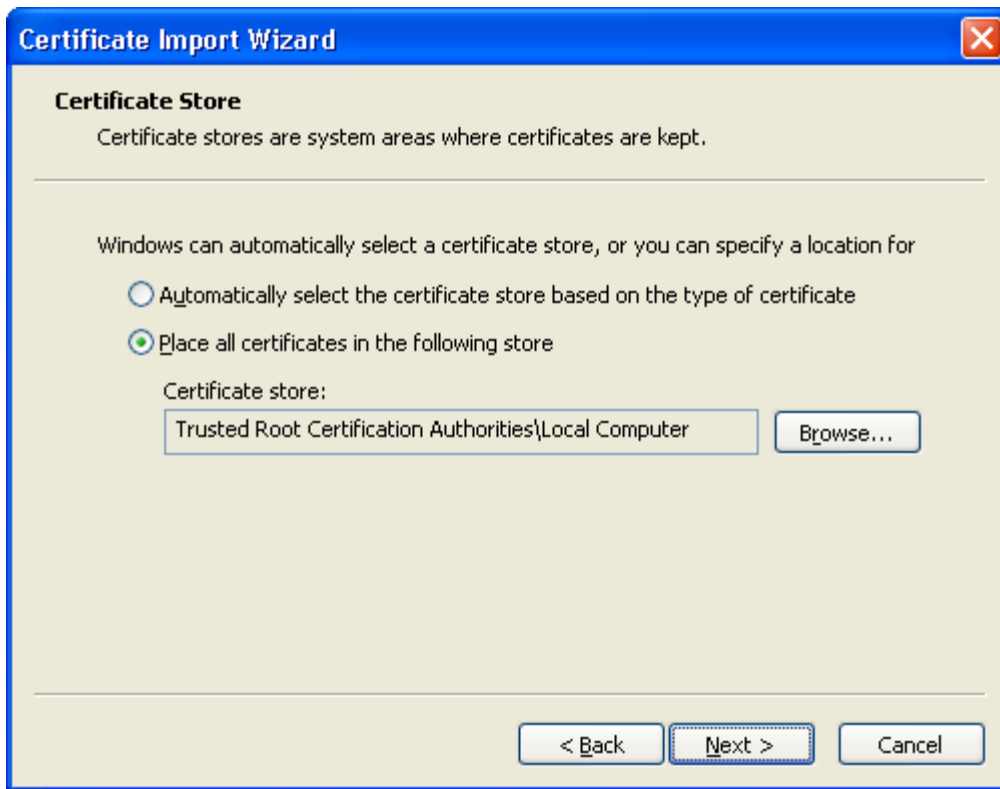 Certificate Import Wizard
Certificate Store
Certificate stores are system areas where certificates are kept.
Windows can automatically select a certificate store, or you can specify a location for
Automatically select the certificate store based on the type of certificate
Place all certificates in the following store
Certificate store:
Trusted Root Certification Authorities\Local Computer
Browse...
< Back
Next >
Cancel